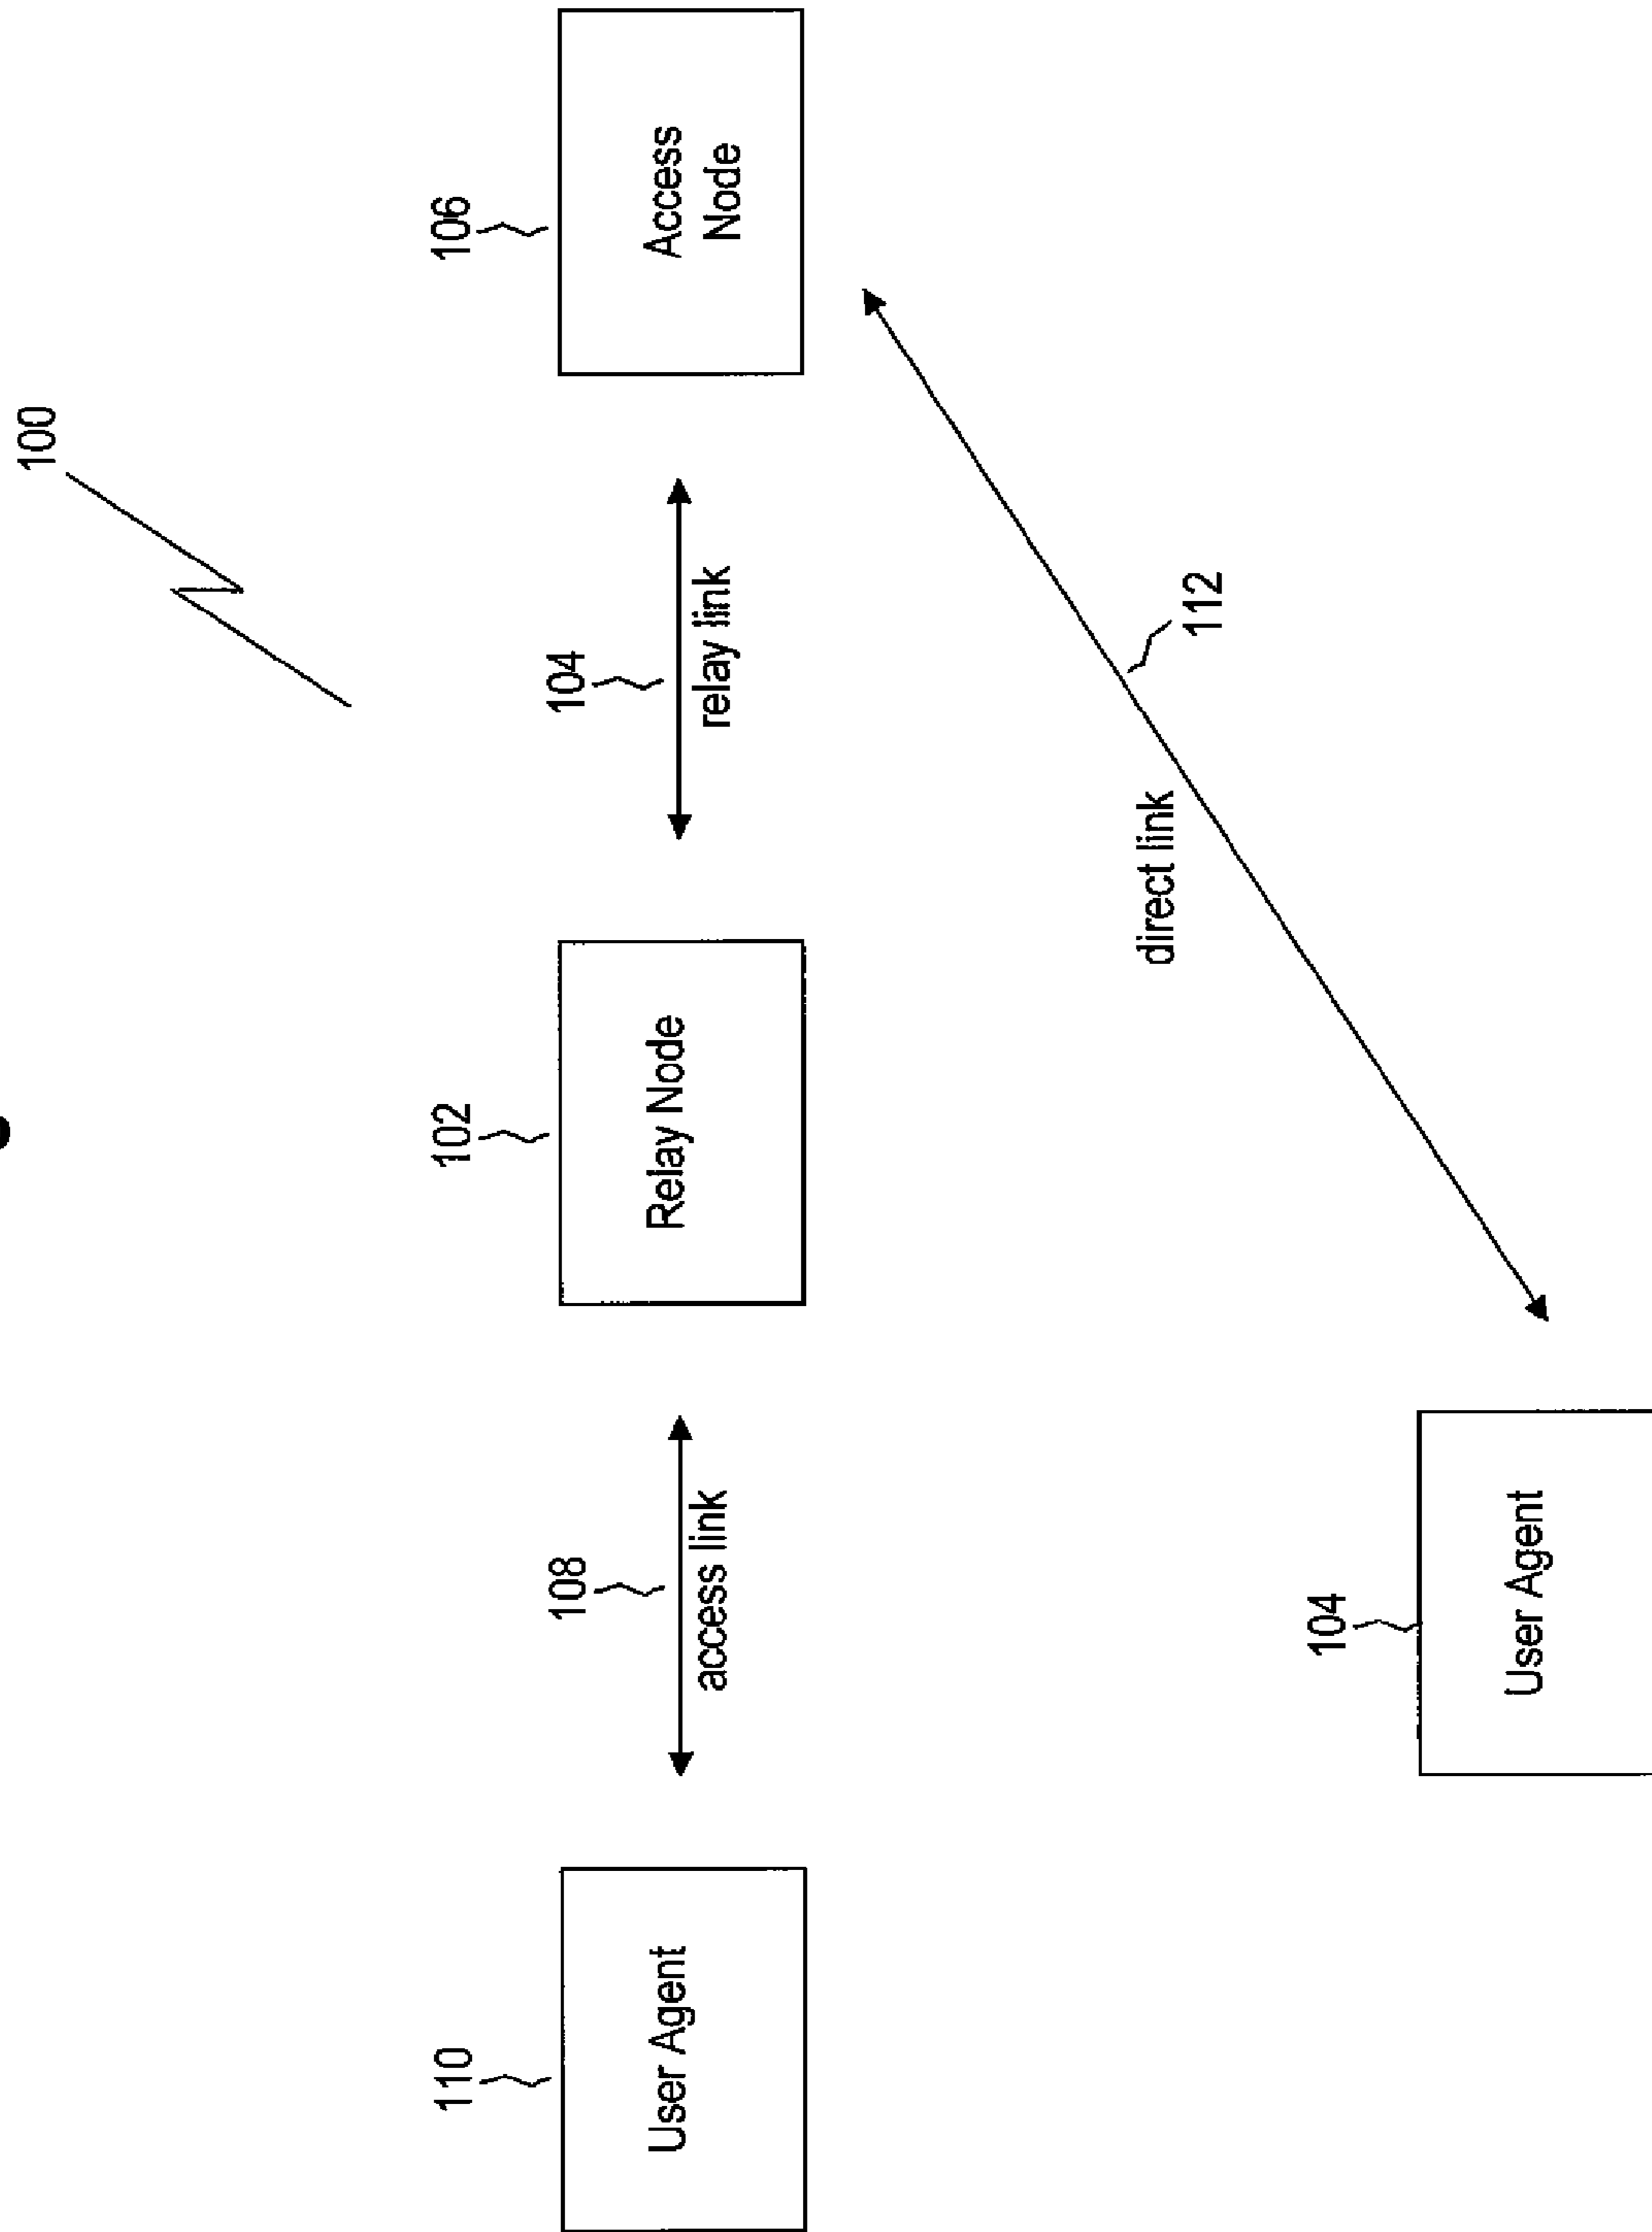 100
110
102
106
User Agent
Relay Node
Access
Node
108
access link
104
relay link
direct link
112
104
User Agent